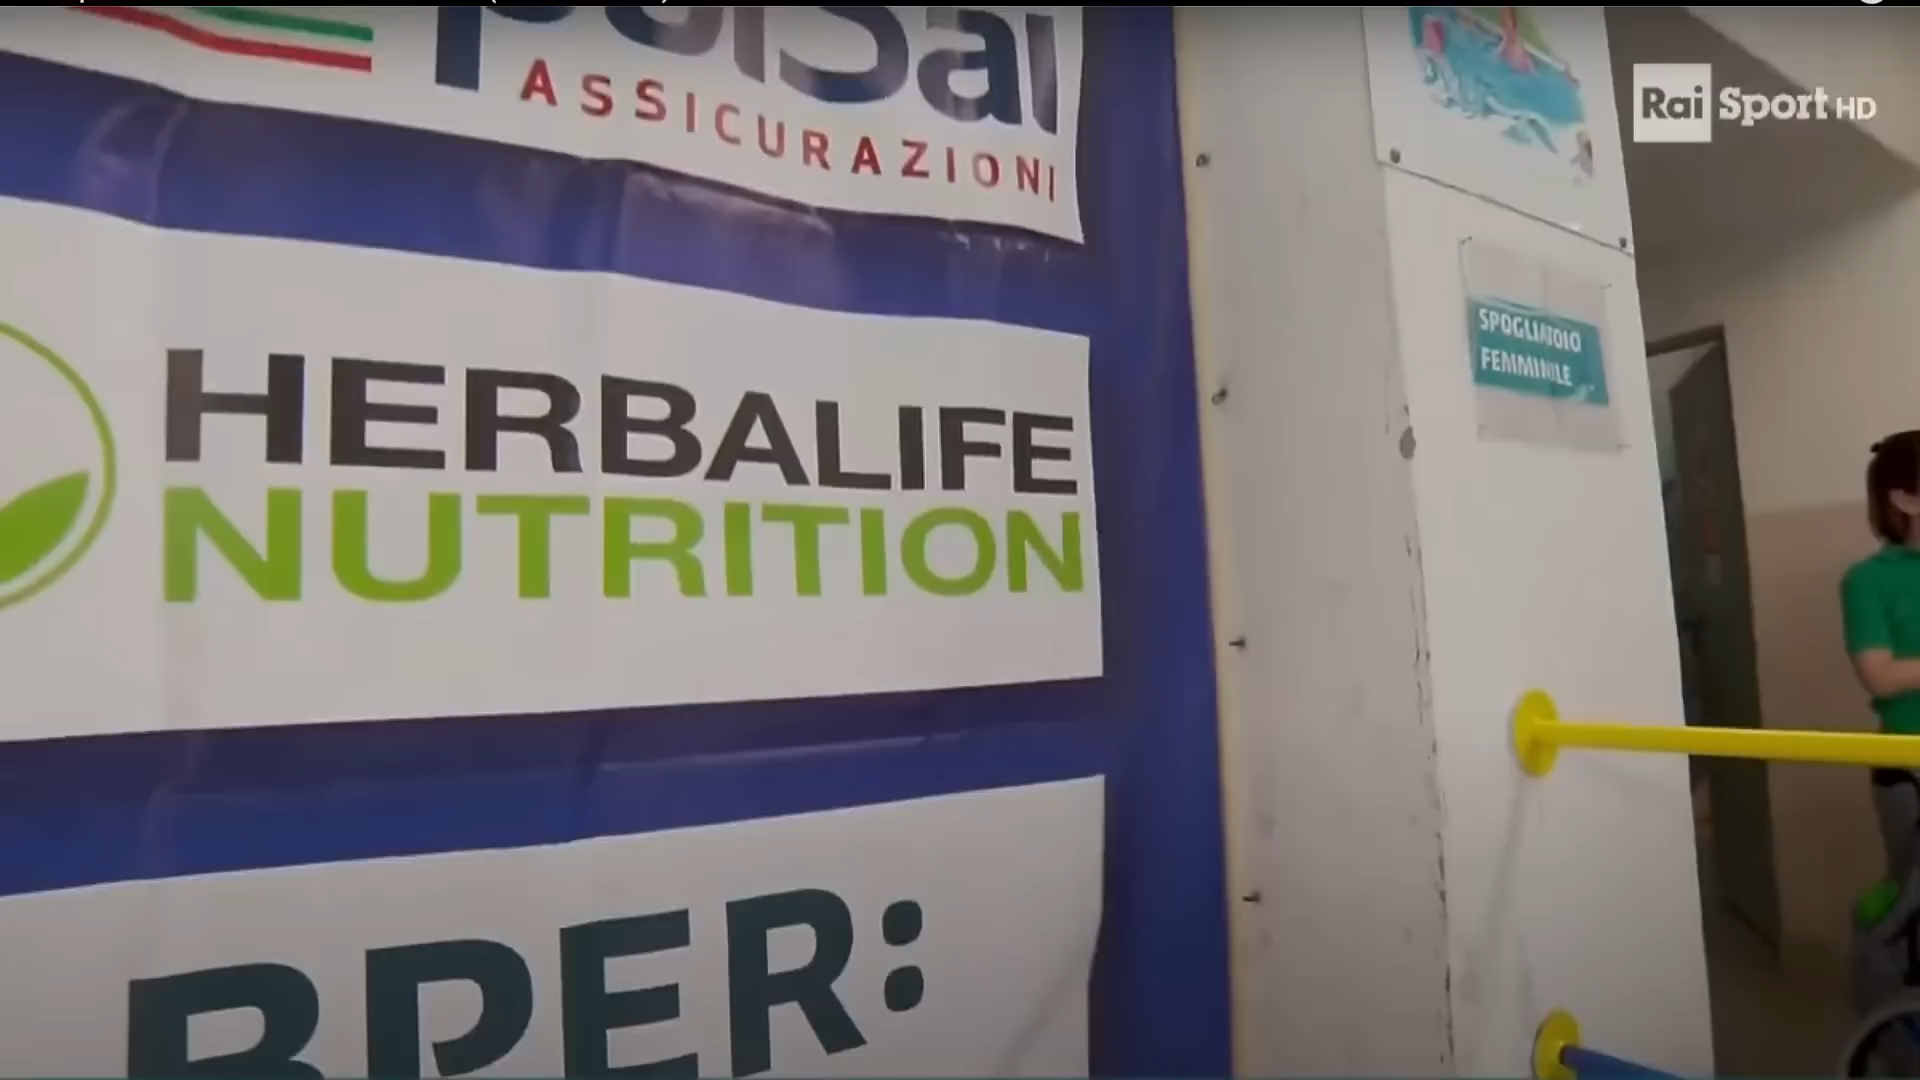 ASSICURAZIONI
Rai Sport HD
SPOGLIATOIO
FEMMINILE
HERBALIFE
NUTRITION
BPER: